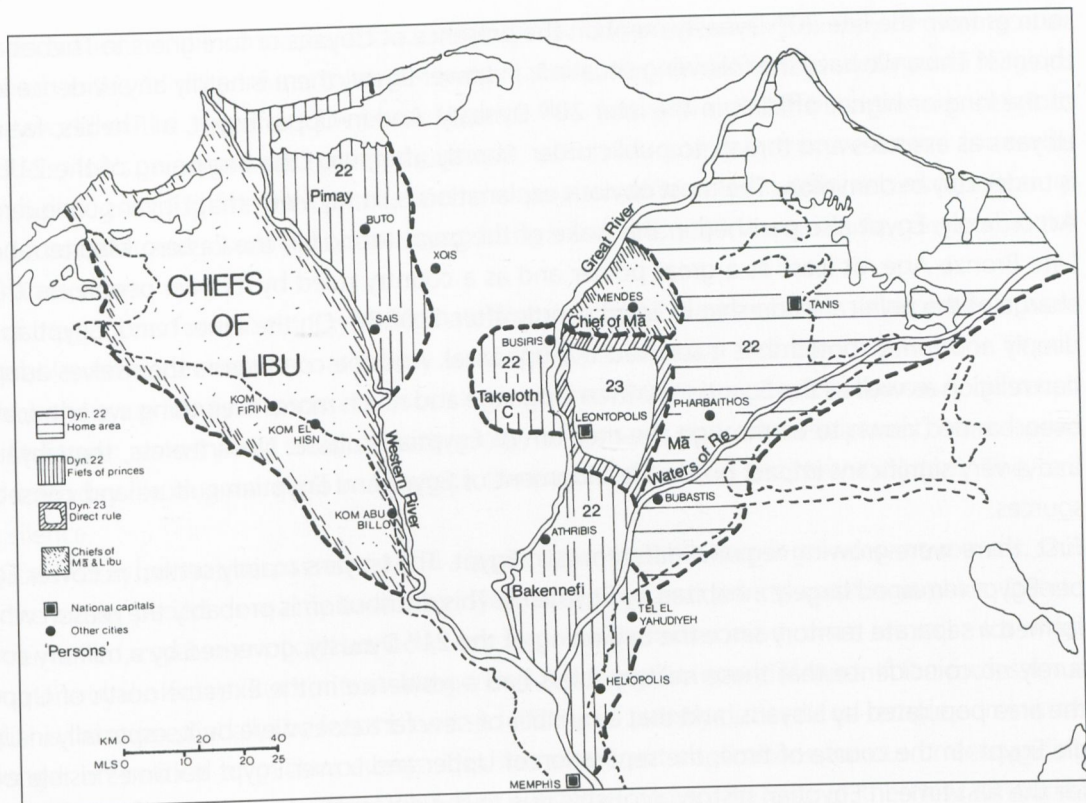 22
Pimay
BUTO
XOIS
CHIEFS
OF
LIBU
SAIS
KOM
FIRIN
KOM EL
HISN
KOM ABU
BILLO
Western River
Great River
MENDES
Chief of Mā
BUSIRIS
22
Takeloth
C
23
LEONTOPOLIS
TANIS
22
PHARBAITHOS
Mā
Waters of Re
BUBASTIS
22
ATHRIBIS
Bakennefi
TEL EL
YAHUDIYEH
HELIOPOLIS
MEMPHIS
Dyn. 22
Home area
Dyn. 22
Fiefs of princes
Dyn. 23
Direct rule
Chiefs of
Mā & Libu
National capitals
Other cities
'Persons'
KM 0 20 40
MLS 0 25